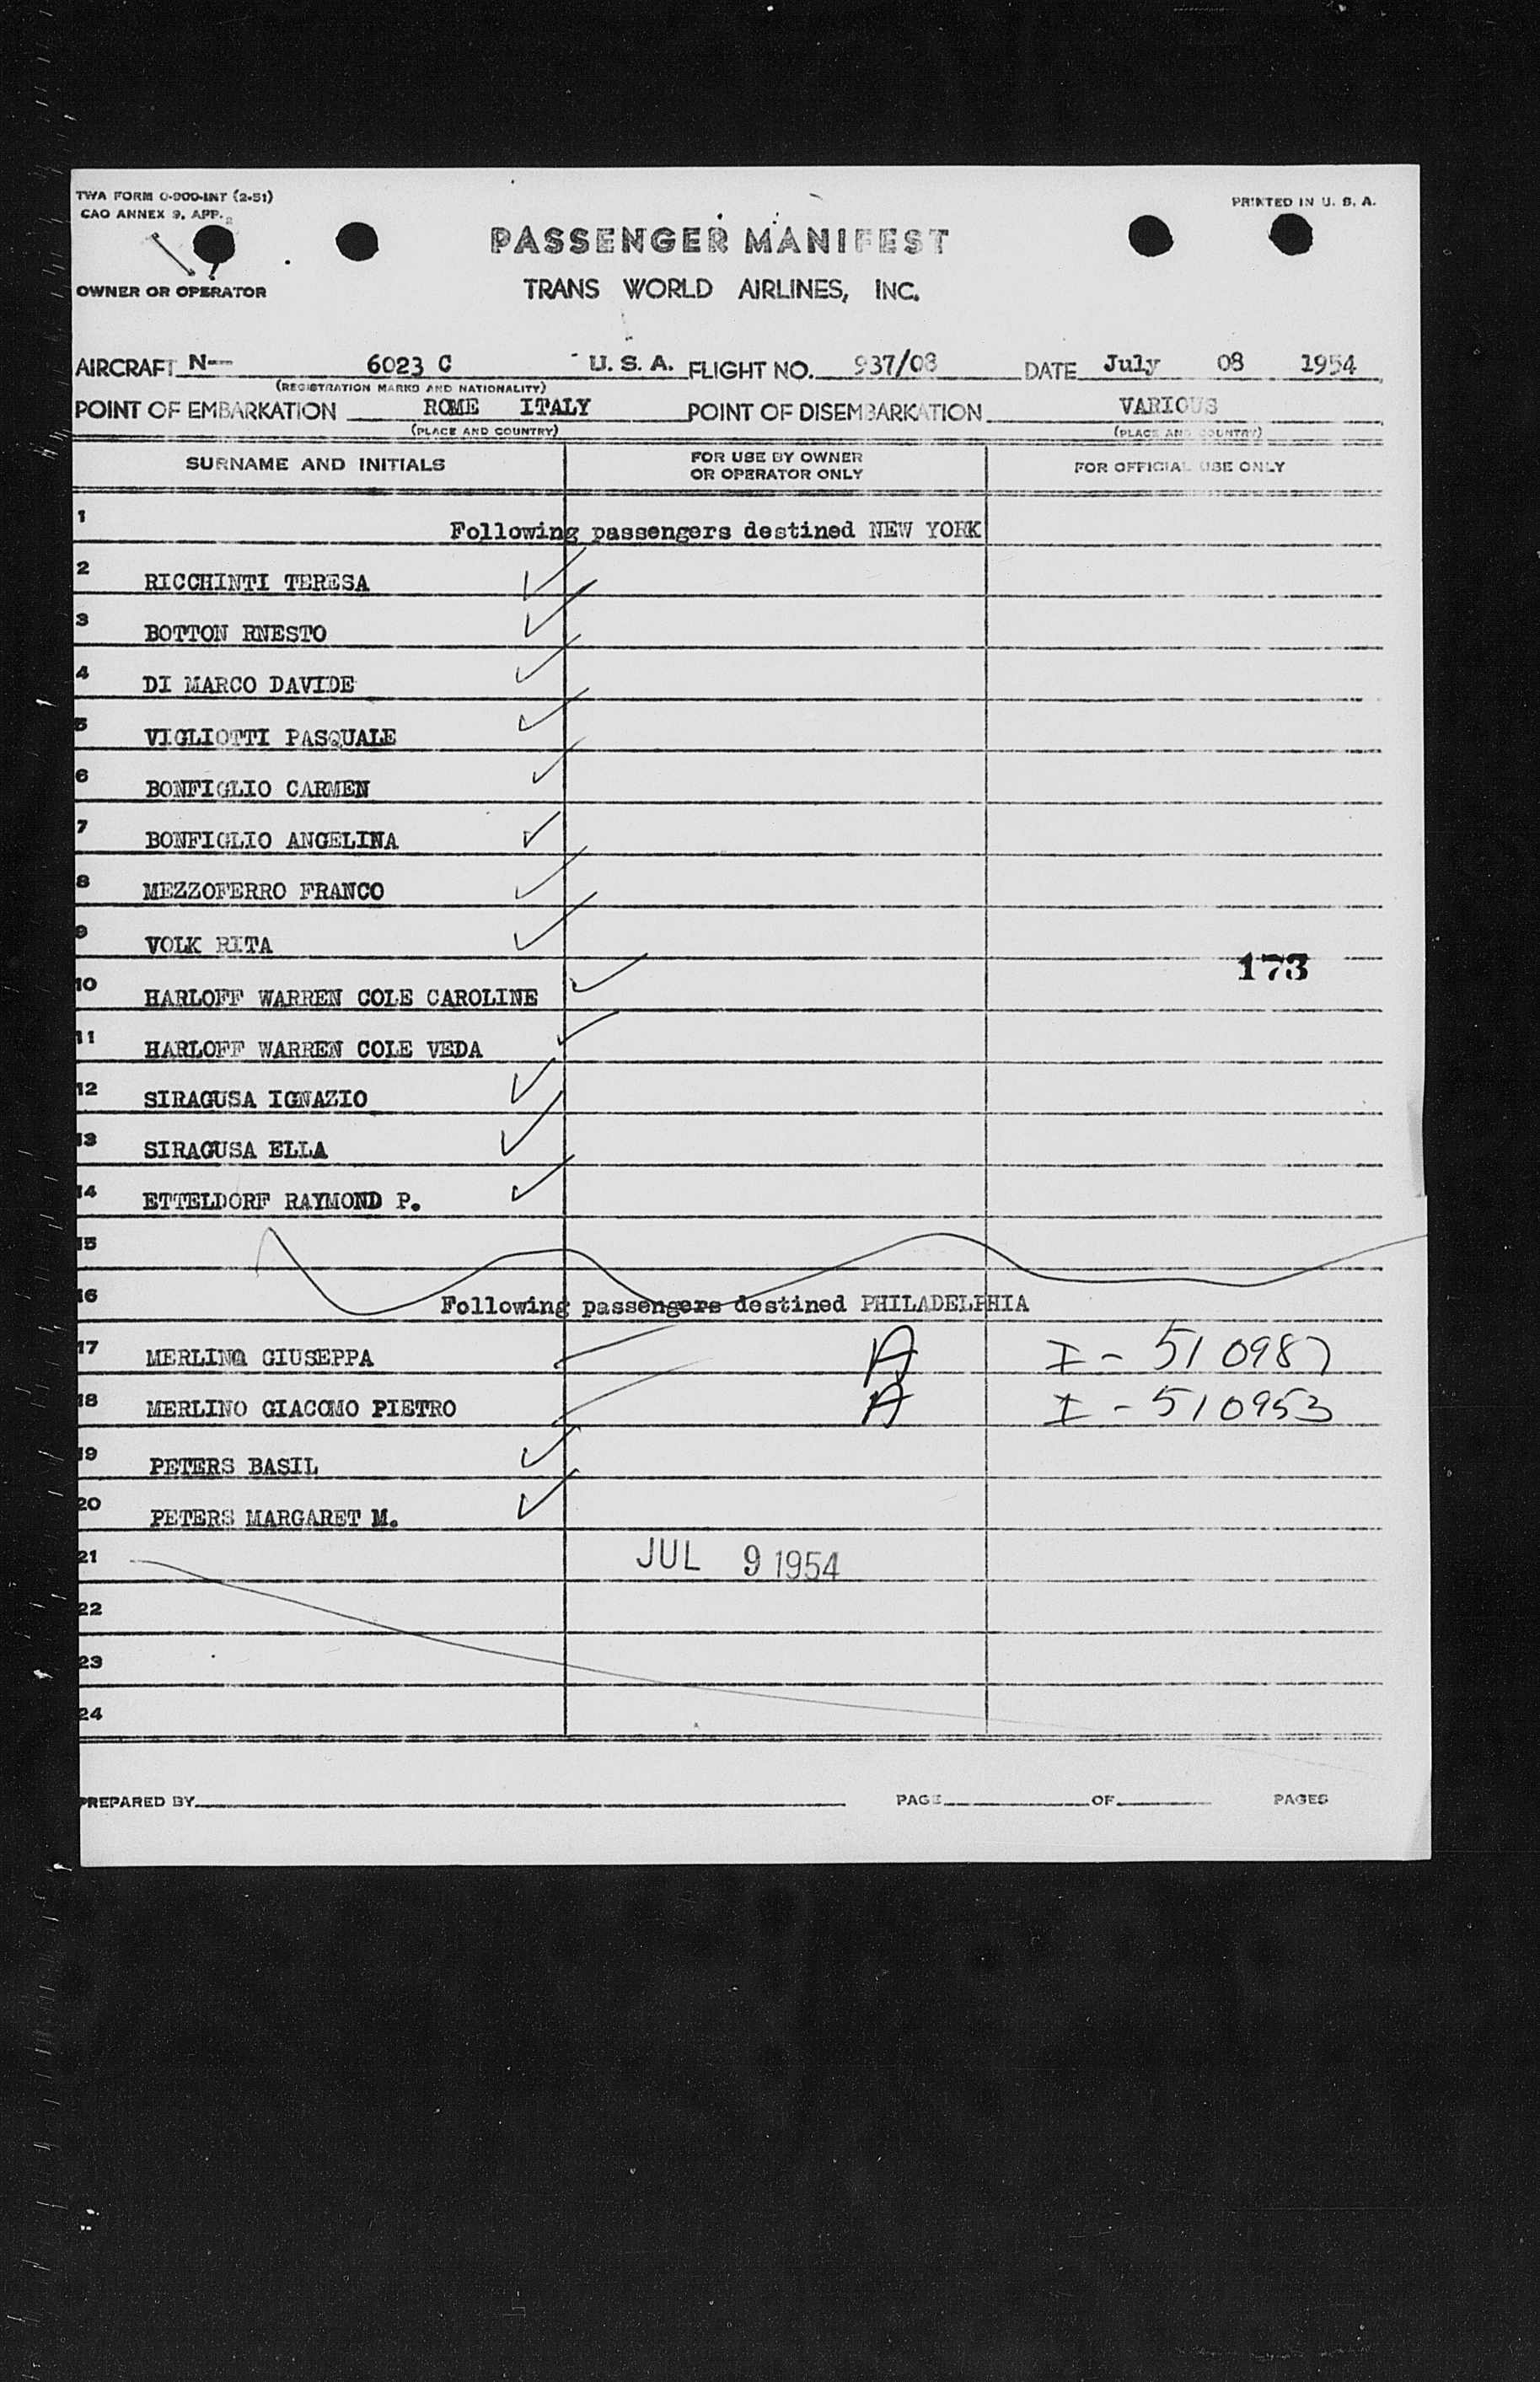 TWA FORM O-900-INT (2-51)
CAO ANNEX 9, APP. 2
PRINTED IN U. S. A.
PASSENGER MANIFEST
OWNER OR OPERATOR
TRANS WORLD AIRLINES, INC.
AIRCRAFT N-- 6023 C U. S. A. FLIGHT NO. 937/08 DATE July 08 1954
(REGISTRATION MARKS AND NATIONALITY)
POINT OF EMBARKATION ROME ITALY POINT OF DISEMBARKATION VARIOUS
(PLACE AND COUNTRY) (PLACE AND COUNTRY)
SURNAME AND INITIALS FOR USE BY OWNER OR OPERATOR ONLY FOR OFFICIAL USE ONLY
1 Following passengers destined NEW YORK
2 RICCHINTI TERESA
3 BOTTON RNESTO
4 DI MARCO DAVIDE
5 VIGLIOTTI PASQUALE
6 BONFIGLIO CARMEN
7 BONFIGLIO ANGELINA
8 MEZZOFERRO FRANCO
9 VOLK RITA
173
10 HARLOFF WARREN COLE CAROLINE
11 HARLOFF WARREN COLE VEDA
12 SIRAGUSA IGNAZIO
13 SIRAGUSA ELLA
14 ETTELDORF RAYMOND P.
15
16 Following passengers destined PHILADELPHIA
17 MERLINO GIUSEPPA A I - 510987
18 MERLINO GIACOMO PIETRO A I - 510953
19 PETERS BASIL
20 PETERS MARGARET M.
21 JUL 9 1954
22
23
24
PREPARED BY PAGE OF PAGES